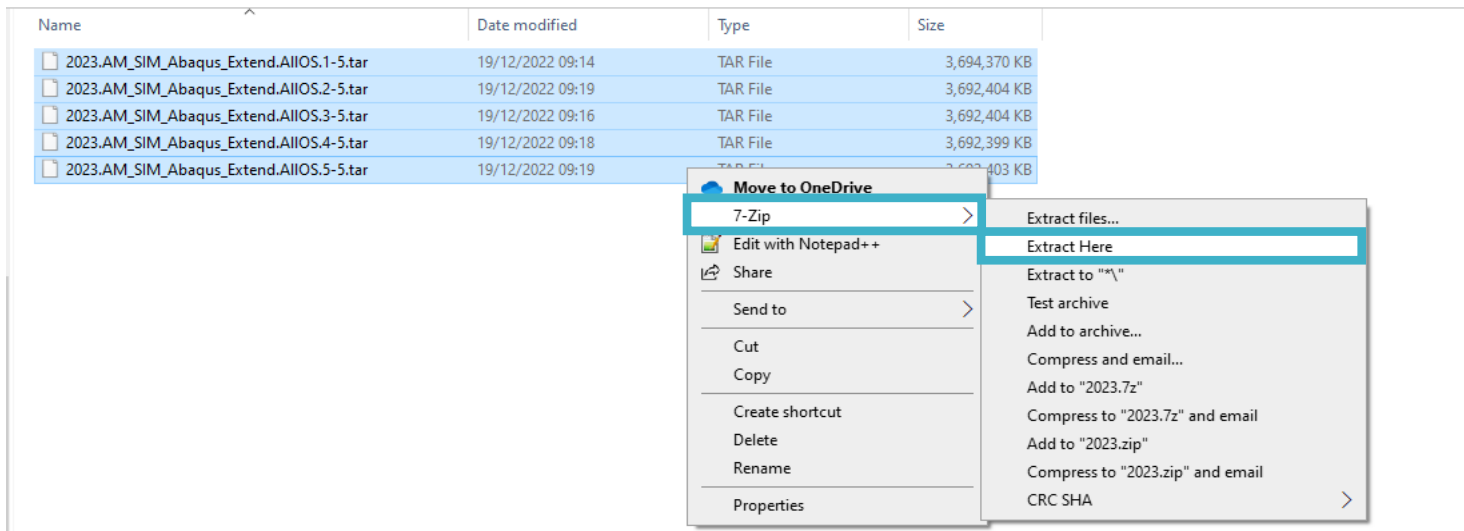 Name Date modified Type Size
2023.AM_SIM_Abaqus_Extend.AllOS.1-5.tar 19/12/2022 09:14 TAR File 3,694,370 KB
2023.AM_SIM_Abaqus_Extend.AllOS.2-5.tar 19/12/2022 09:19 TAR File 3,692,404 KB
2023.AM_SIM_Abaqus_Extend.AllOS.3-5.tar 19/12/2022 09:16 TAR File 3,692,404 KB
2023.AM_SIM_Abaqus_Extend.AllOS.4-5.tar 19/12/2022 09:18 TAR File 3,692,399 KB
2023.AM_SIM_Abaqus_Extend.AllOS.5-5.tar 19/12/2022 09:19 TAR 403 KB
Move to OneDrive
7-Zip
Edit with Notepad++
Share
Send to
Cut
Copy
Create shortcut
Delete
Rename
Properties
Extract files...
Extract Here
Extract to "*\"
Test archive
Add to archive...
Compress and email...
Add to "2023.7z"
Compress to "2023.7z" and email
Add to "2023.zip"
Compress to "2023.zip" and email
CRC SHA